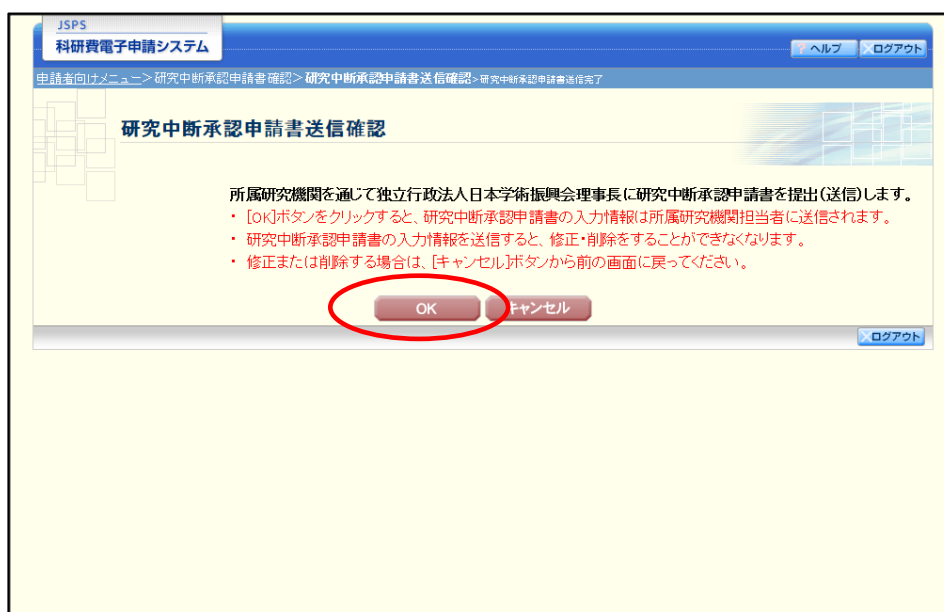 JSPS
科研費電子申請システム
? ヘルプ
ログアウト
申請者向けメニュー>研究中断承認申請書確認>研究中断承認申請書送信確認>研究中断承認申請書送信完了
研究中断承認申請書送信確認
所属研究機関を通じて独立行政法人日本学術振興会理事長に研究中断承認申請書を提出(送信)します。
・ [OK]ボタンをクリックすると、研究中断承認申請書の入力情報は所属研究機関担当者に送信されます。
・ 研究中断承認申請書の入力情報を送信すると、修正・削除をすることができなくなります。
・ 修正または削除する場合は、[キャンセル]ボタンから前の画面に戻ってください。
OK
キャンセル
ログアウト